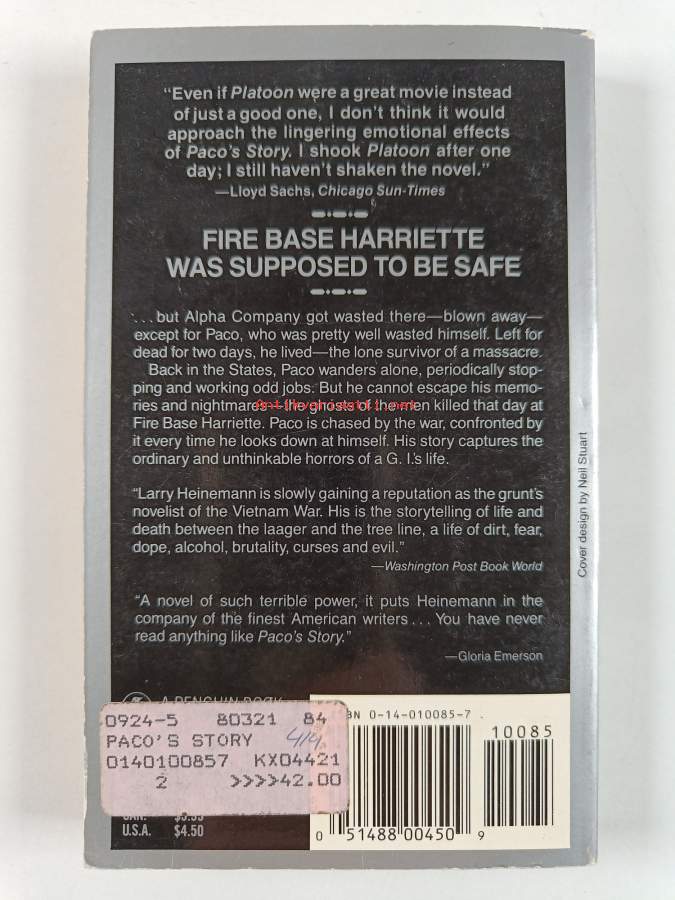 “Even if Platoon were a great movie instead
of just a good one, I don’t think it would
approach the lingering emotional effects
of Paco’s Story. I shook Platoon after one
day; I still haven’t shaken the novel.”
—Lloyd Sachs, Chicago Sun-Times
FIRE BASE HARRIETTE
WAS SUPPOSED TO BE SAFE
. . . but Alpha Company got wasted there—blown away—
except for Paco, who was pretty well wasted himself. Left for
dead for two days, he lived—the lone survivor of a massacre.
Back in the States, Paco wanders alone, periodically stop-
ping and working odd jobs. But he cannot escape his memo-
ries and nightmares—the ghosts of the men killed that day at
Fire Base Harriette. Paco is chased by the war, confronted by
it every time he looks down at himself. His story captures the
ordinary and unthinkable horrors of a G. I.’s life.
“Larry Heinemann is slowly gaining a reputation as the grunt’s
novelist of the Vietnam War. His is the storytelling of life and
death between the laager and the tree line, a life of dirt, fear,
dope, alcohol, brutality, curses and evil.”
—Washington Post Book World
“A novel of such terrible power, it puts Heinemann in the
company of the finest American writers . . . You have never
read anything like Paco’s Story.”
—Gloria Emerson
Cover design by Neil Stuart
A PENGUIN BOOK
0924-5 80321 84
PACO'S STORY
0140100857 KX04421
2 >>>>42.00
U.S.A. $4.50
ISBN 0-14-010085-7
10085
0 51488 00450 9